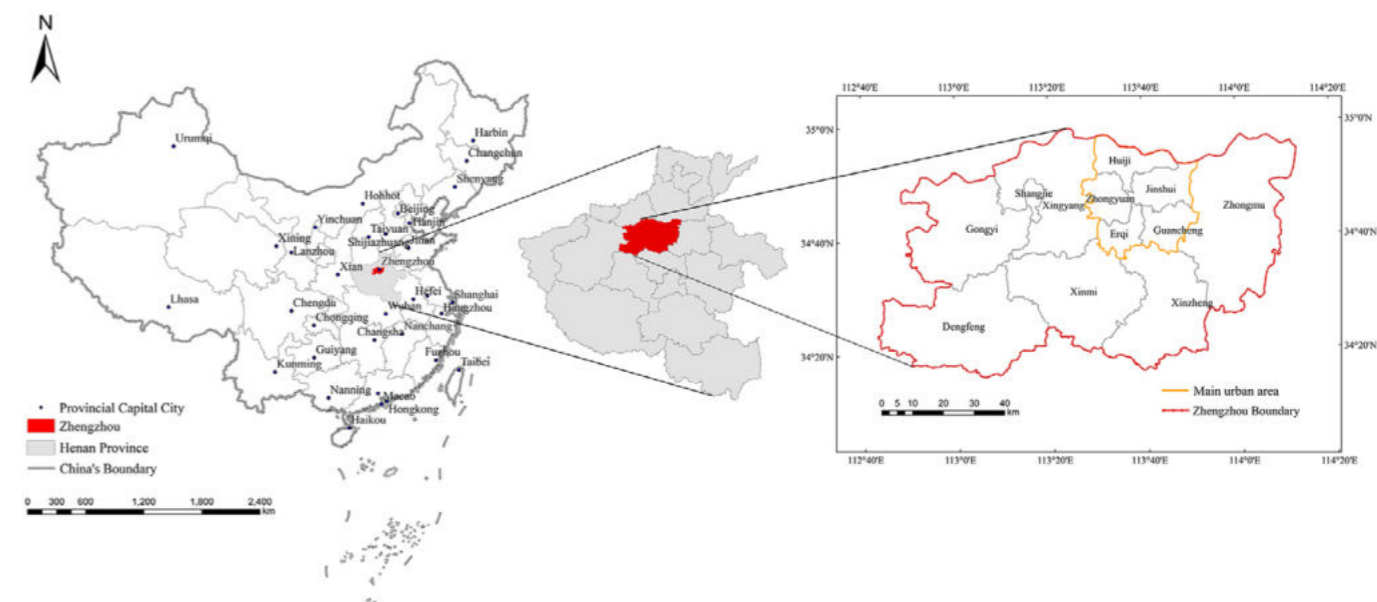 N
Urumqi
Harbin
Changchun
Shenyang
Hohhot
Beijing
Tianjin
Yinchuan
Taiyuan
Shijiazhuang
Jinan
Xining
Lanzhou
Zhengzhou
Xian
Lhasa
Chengdu
Chongqing
Hefei
Shanghai
Wuhan
Hangzhou
Nanchang
Changsha
Guiyang
Kunming
Fuzhou
Taibei
Nanning
Macao
Hongkong
Haikou
Provincial Capital City
Zhengzhou
Henan Province
China's Boundary
0 300 600 1,200 1,800 2,400
km
112°40'E 113°0'E 113°20'E 113°40'E 114°0'E 114°20'E
35°0'N 35°0'N
34°40'N 34°40'N
34°20'N 34°20'N
Huiji
Shangjie
Xingyang
Zhongyuan
Jinshui
Zhongmu
Gongyi
Erqi
Guancheng
Xinmi
Xinzheng
Dengfeng
Main urban area
Zhengzhou Boundary
0 5 10 20 30 40
km
112°40'E 113°0'E 113°20'E 113°40'E 114°0'E 114°20'E